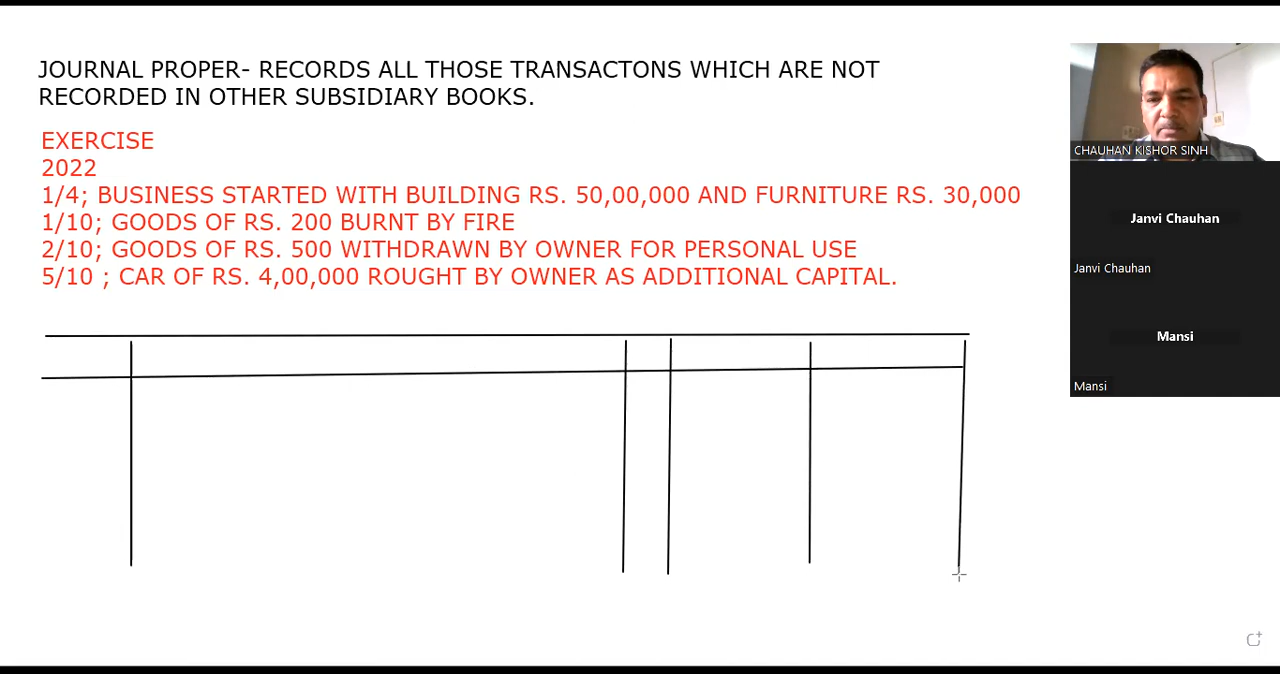 JOURNAL PROPER- RECORDS ALL THOSE TRANSACTONS WHICH ARE NOT
RECORDED IN OTHER SUBSIDIARY BOOKS.
EXERCISE
2022
1/4; BUSINESS STARTED WITH BUILDING RS. 50,00,000 AND FURNITURE RS. 30,000
1/10; GOODS OF RS. 200 BURNT BY FIRE
2/10; GOODS OF RS. 500 WITHDRAWN BY OWNER FOR PERSONAL USE
5/10 ; CAR OF RS. 4,00,000 ROUGHT BY OWNER AS ADDITIONAL CAPITAL.
CHAUHAN KISHOR SINH
Janvi Chauhan
Janvi Chauhan
Mansi
Mansi